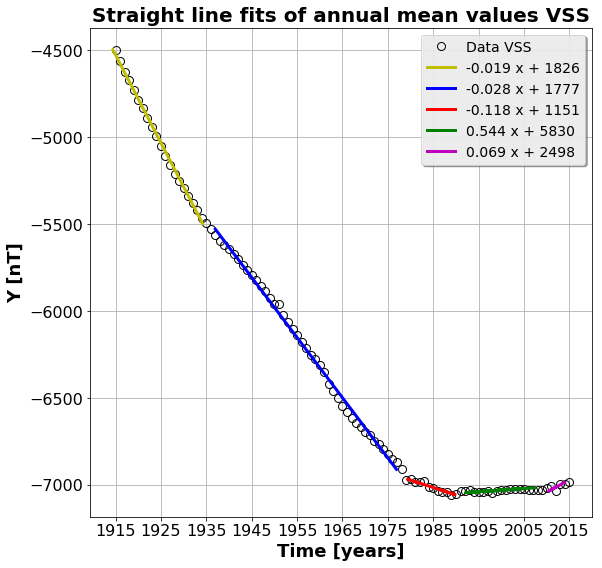 Straight line fits of annual mean values VSS
Data VSS
-0.019 x + 1826
-0.028 x + 1777
-0.118 x + 1151
0.544 x + 5830
0.069 x + 2498
Y [nT]
−4500
−5000
−5500
−6000
−6500
−7000
1915 1925 1935 1945 1955 1965 1975 1985 1995 2005 2015
Time [years]